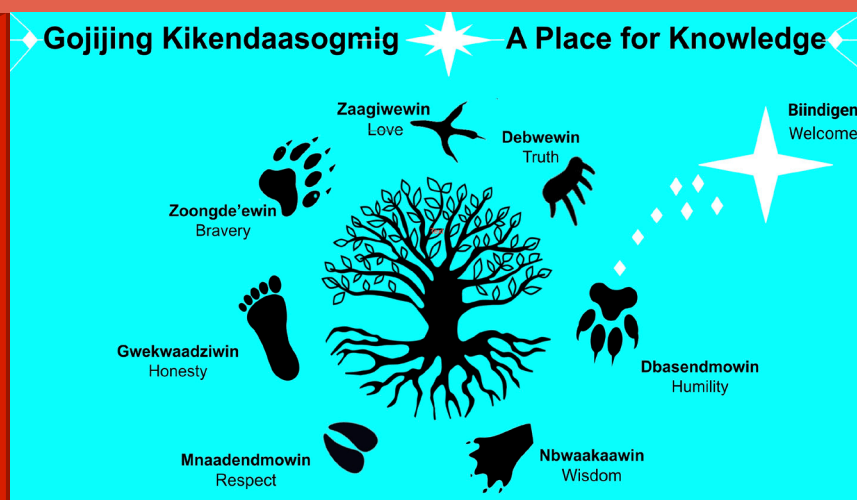 Gojijing Kikendaasogmig A Place for Knowledge
Zaagiwewin
Love
Debwewin
Truth
Biindigen
Welcome
Zoongde'ewin
Bravery
Gwekwaadziwin
Honesty
Dbasendmowin
Humility
Mnaadendmowin
Respect
Nbwaakaawin
Wisdom